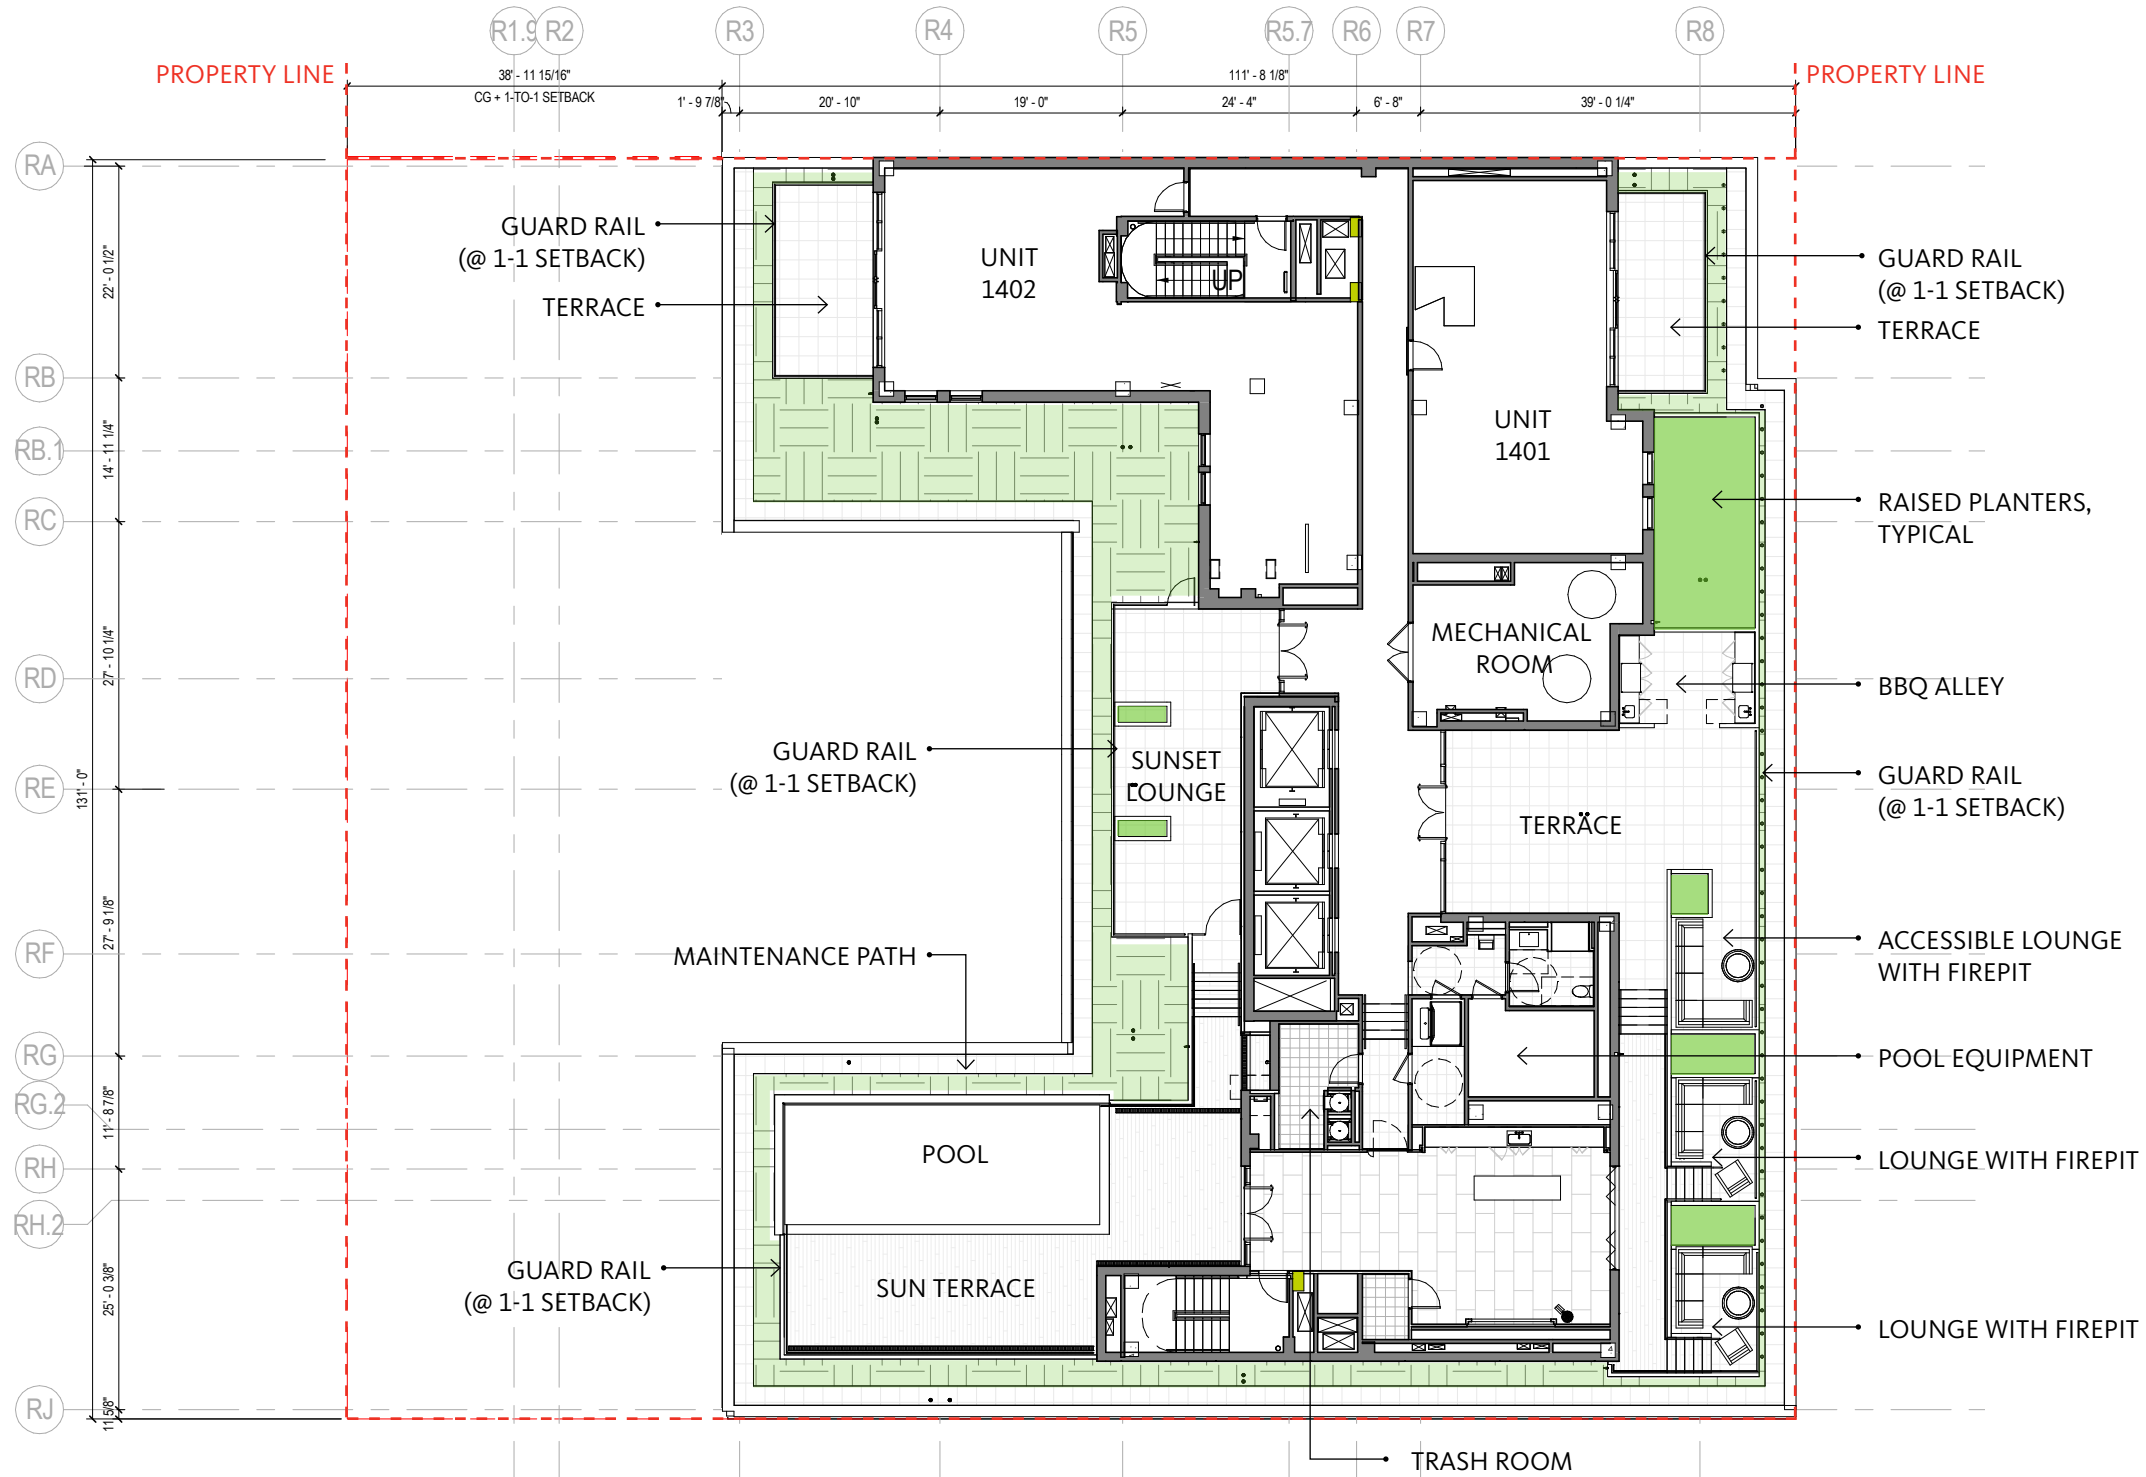 R1.9
R2
R3
R4
R5
R5.7
R6
R7
R8
PROPERTY LINE
38' - 11 15/16"
111' - 8 1/8"
PROPERTY LINE
CG + 1-TO-1 SETBACK
1' - 9 7/8"
20' - 10"
19' - 0"
24' - 4"
6' - 8"
39' - 0 1/4"
RA
RB
RB.1
RC
RD
RE
RF
RG
RG.2
RH
RH.2
RJ
22' - 0 1/2"
14' - 11 1/4"
27' - 10 1/4"
131' - 0"
27' - 9 1/8"
11' - 8 7/8"
25' - 0 3/8"
11 5/8"
GUARD RAIL
(@ 1-1 SETBACK)
TERRACE
UNIT
1402
UP
UNIT
1401
GUARD RAIL
(@ 1-1 SETBACK)
TERRACE
RAISED PLANTERS,
TYPICAL
MECHANICAL
ROOM
BBQ ALLEY
GUARD RAIL
(@ 1-1 SETBACK)
SUNSET
LOUNGE
TERRACE
GUARD RAIL
(@ 1-1 SETBACK)
MAINTENANCE PATH
ACCESSIBLE LOUNGE
WITH FIREPIT
POOL EQUIPMENT
POOL
LOUNGE WITH FIREPIT
GUARD RAIL
(@ 1-1 SETBACK)
SUN TERRACE
LOUNGE WITH FIREPIT
TRASH ROOM